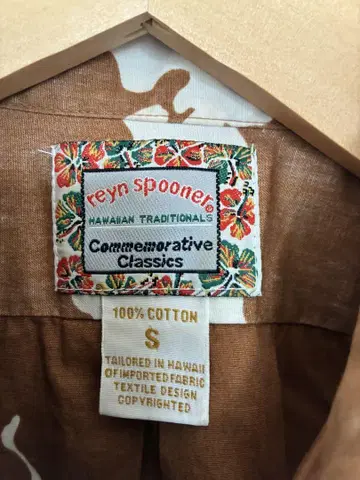 reyn spooner®
HAWAIIAN TRADITIONALS
Commemorative
Classics
100% COTTON
S
TAILORED IN HAWAII
OF IMPORTED FABRIC
TEXTILE DESIGN
COPYRIGHTED